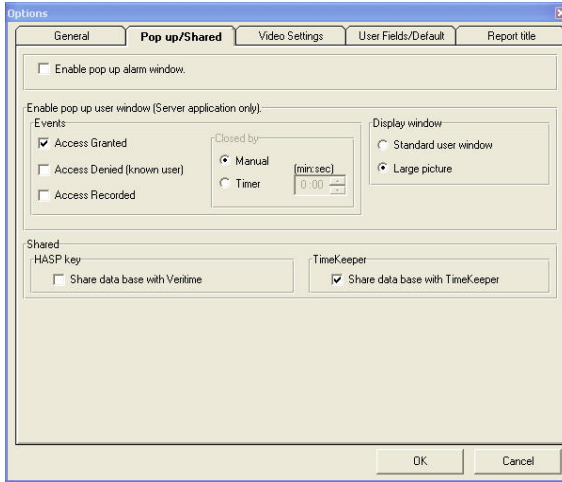 Options
General Pop up/Shared Video Settings User Fields/Default Report title
Enable pop up alarm window.
Enable pop up user window (Server application only).
Events
Access Granted
Access Denied (known user)
Access Recorded
Closed by
Manual
Timer
(min:sec)
0:00
Display window
Standard user window
Large picture
Shared
HASP key
Share data base with Veritime
TimeKeeper
Share data base with TimeKeeper
OK Cancel